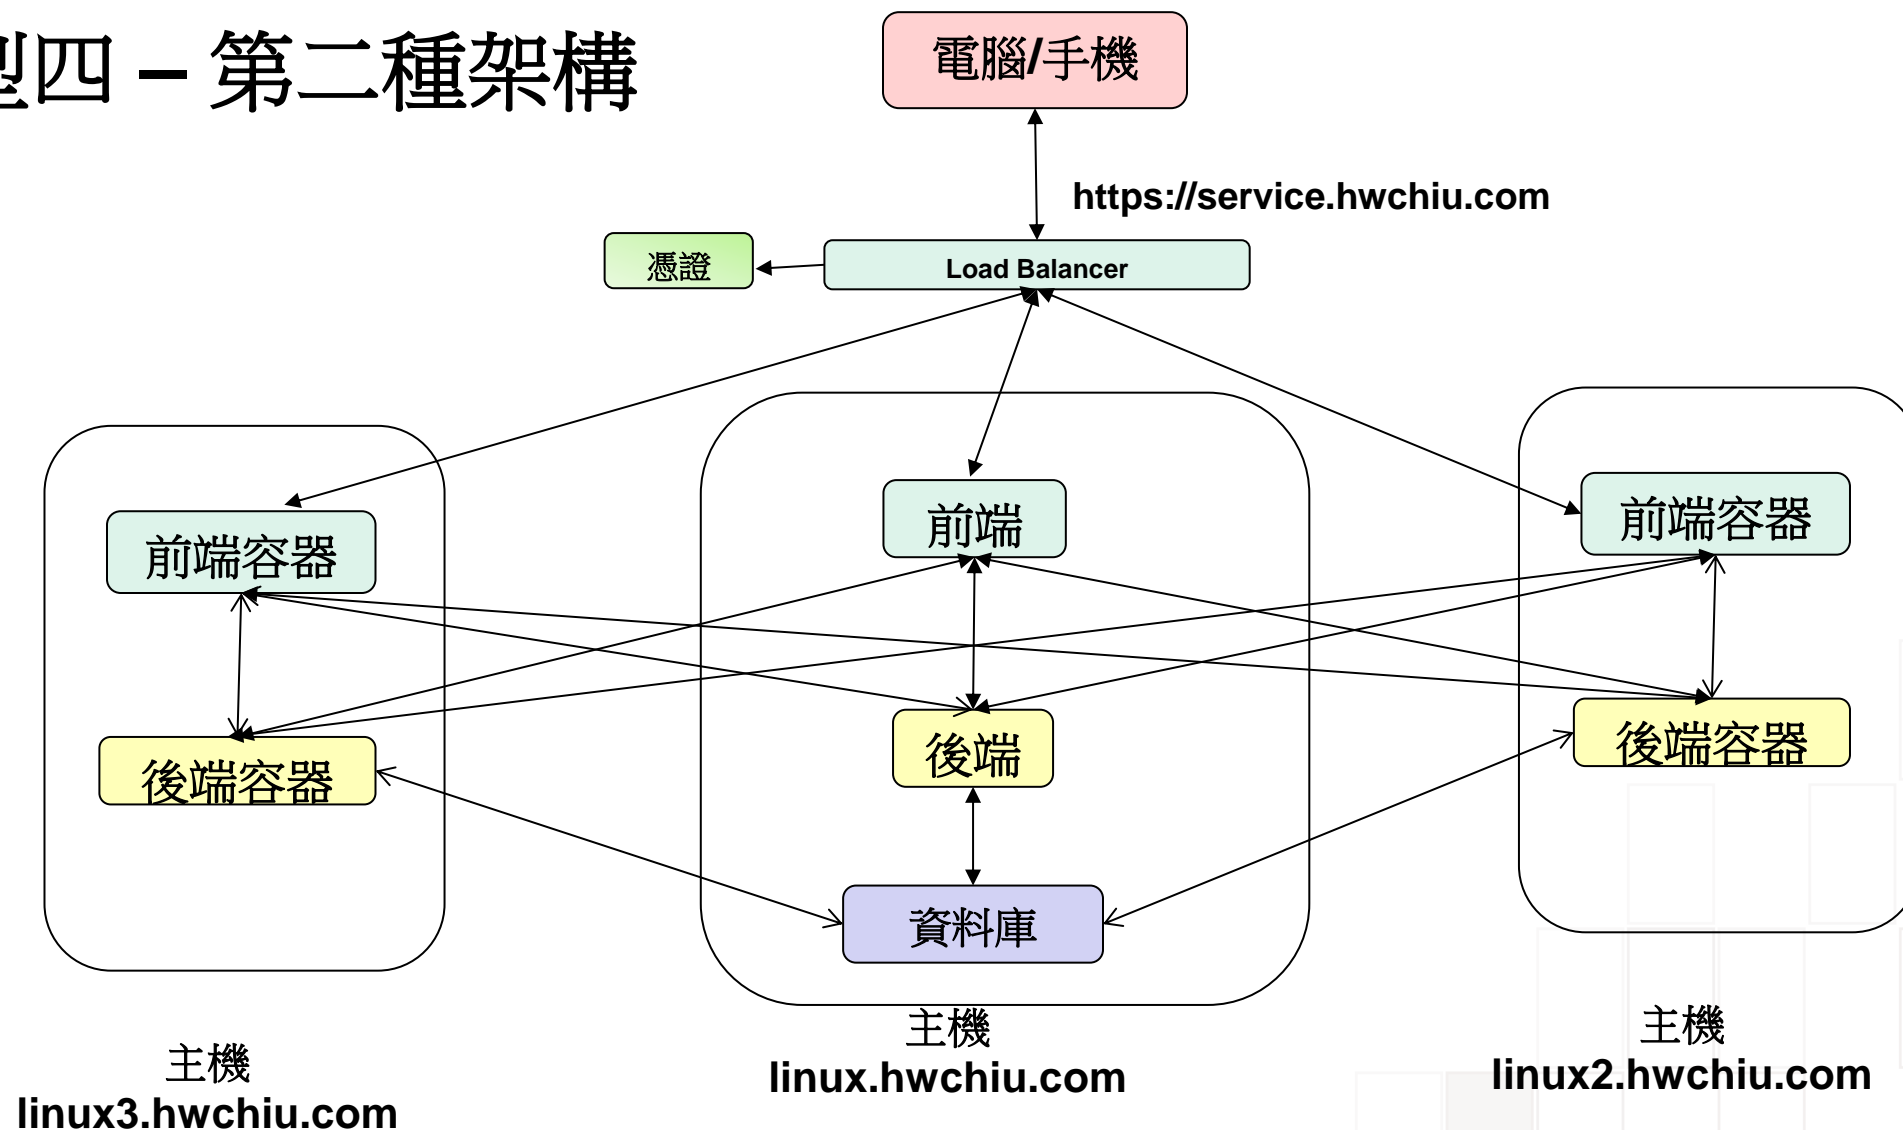 型四 – 第二種架構
電腦/手機
https://service.hwchiu.com
憑證
Load Balancer
前端容器
前端
前端容器
後端容器
後端
後端容器
資料庫
主機
linux3.hwchiu.com
主機
linux.hwchiu.com
主機
linux2.hwchiu.com